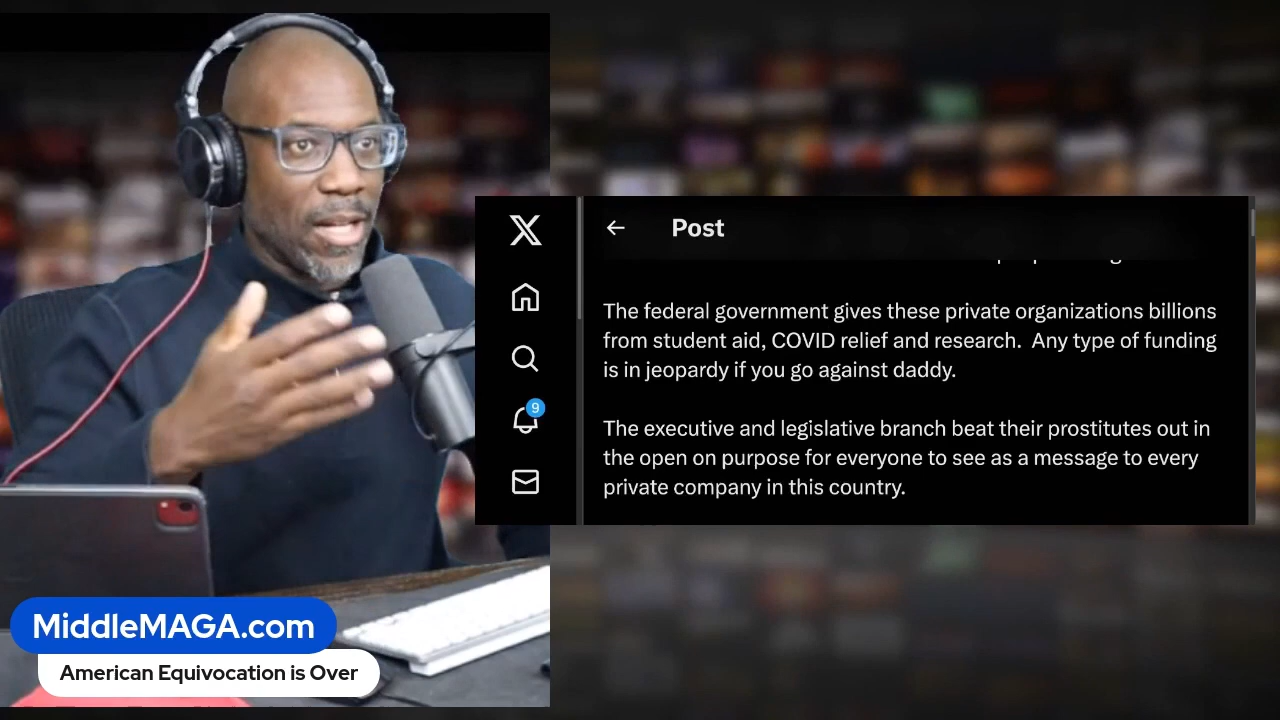 Post
The federal government gives these private organizations billions
from student aid, COVID relief and research.  Any type of funding
is in jeopardy if you go against daddy.
9
The executive and legislative branch beat their prostitutes out in
the open on purpose for everyone to see as a message to every
private company in this country.
MiddleMAGA.com
American Equivocation is Over